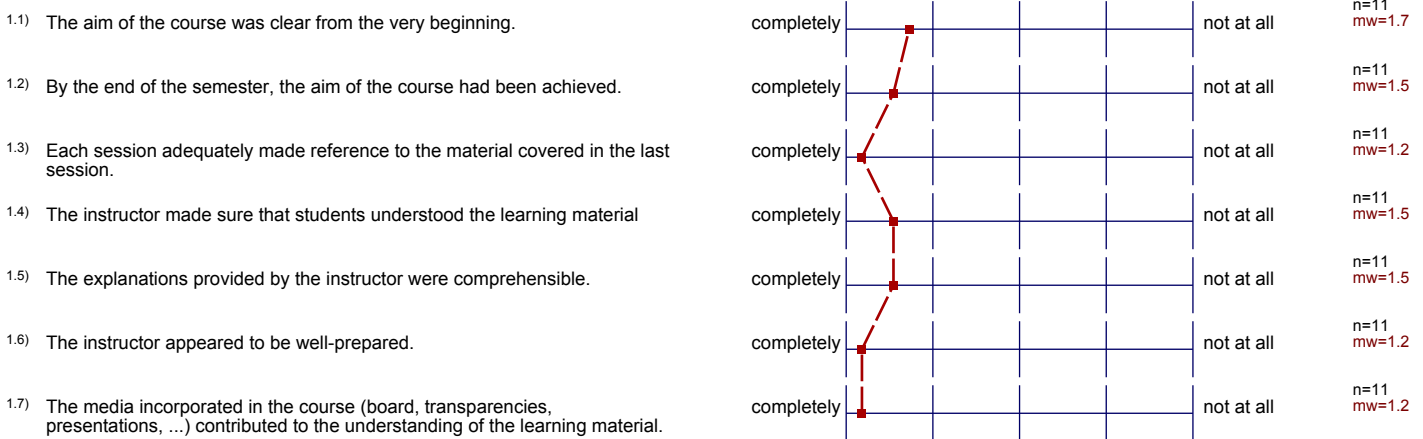 n=11
1.1) The aim of the course was clear from the very beginning. completely not at all mw=1.7
n=11
1.2) By the end of the semester, the aim of the course had been achieved. completely not at all mw=1.5
n=11
1.3) Each session adequately made reference to the material covered in the last completely not at all mw=1.2
session.
n=11
1.4) The instructor made sure that students understood the learning material completely not at all mw=1.5
n=11
1.5) The explanations provided by the instructor were comprehensible. completely not at all mw=1.5
n=11
1.6) The instructor appeared to be well-prepared. completely not at all mw=1.2
n=11
1.7) The media incorporated in the course (board, transparencies, completely not at all mw=1.2
presentations, ...) contributed to the understanding of the learning material.